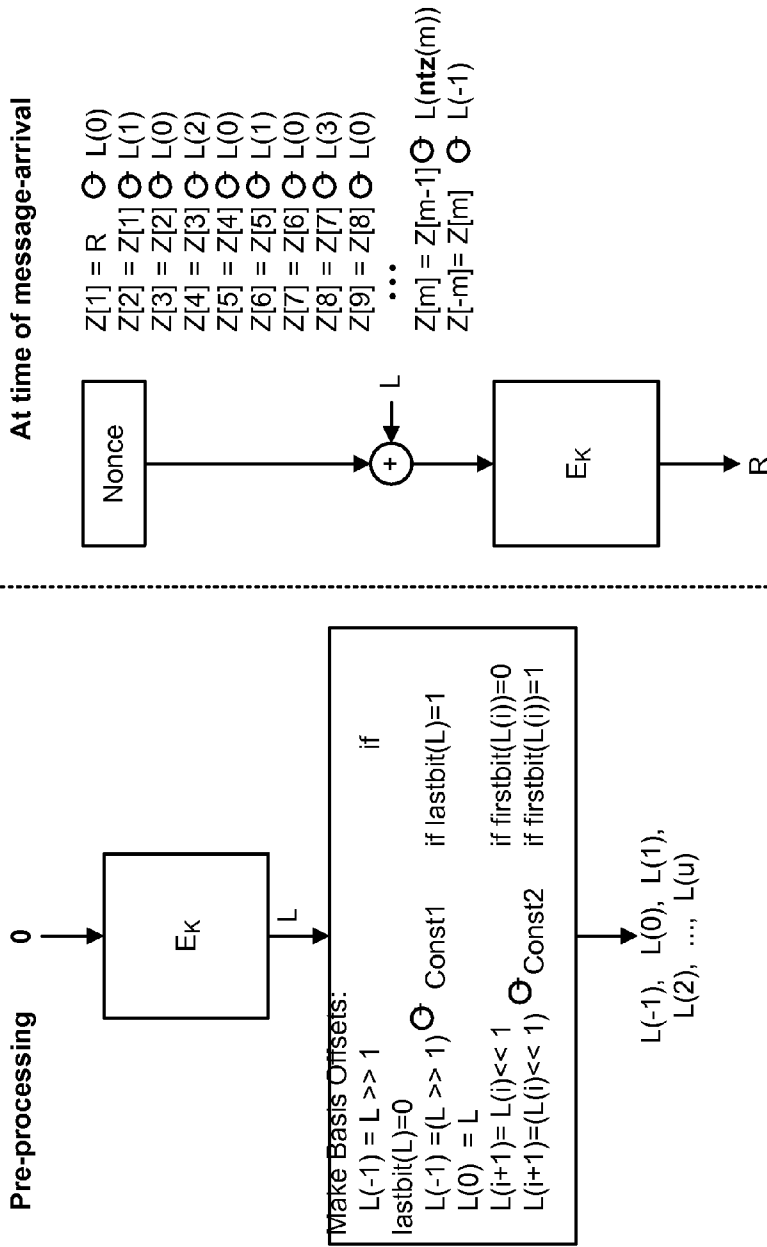 Pre-processing
0
E_K
L
Make Basis Offsets:
L(-1) = L >> 1 if
lastbit(L)=0
L(-1) =(L >> 1) ⊕ Const1 if lastbit(L)=1
L(0) = L
L(i+1)= L(i)<< 1 if firstbit(L(i))=0
L(i+1)=(L(i)<< 1) ⊕ Const2 if firstbit(L(i))=1
L(-1), L(0), L(1),
L(2), ..., L(u)
At time of message-arrival
Nonce
+
L
E_K
R
Z[1] = R ⊕ L(0)
Z[2] = Z[1] ⊕ L(1)
Z[3] = Z[2] ⊕ L(0)
Z[4] = Z[3] ⊕ L(2)
Z[5] = Z[4] ⊕ L(0)
Z[6] = Z[5] ⊕ L(1)
Z[7] = Z[6] ⊕ L(0)
Z[8] = Z[7] ⊕ L(3)
Z[9] = Z[8] ⊕ L(0)
...
Z[m] = Z[m-1] ⊕ L(ntz(m))
Z[-m]= Z[m] ⊕ L(-1)